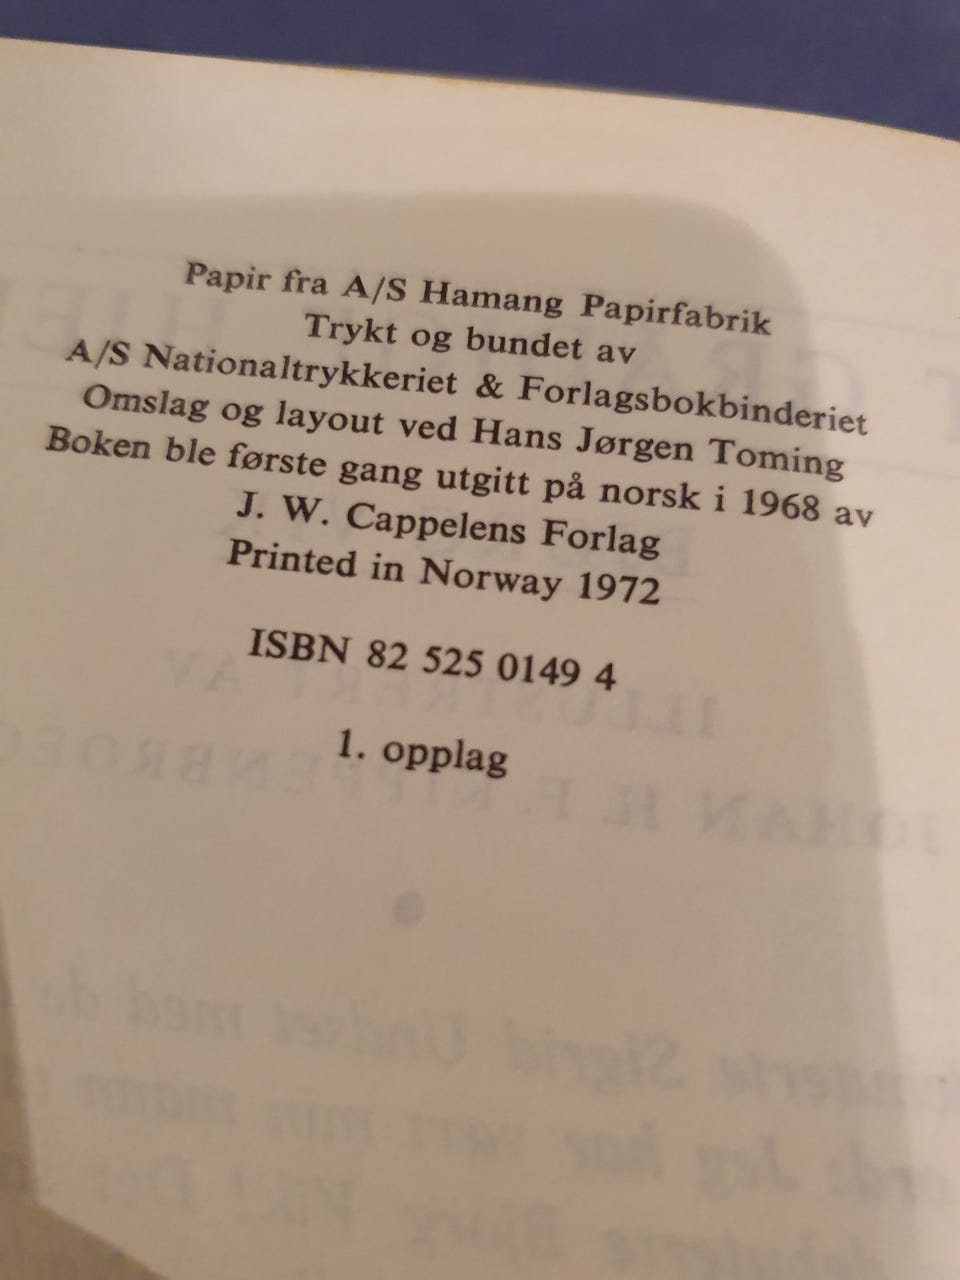 Papir fra A/S Hamang Papirfabrik
Trykt og bundet av
A/S Nationaltrykkeriet & Forlagsbokbinderiet
Omslag og layout ved Hans Jørgen Toming
Boken ble første gang utgitt på norsk i 1968 av
J. W. Cappelens Forlag
Printed in Norway 1972
ISBN 82 525 0149 4
1. opplag